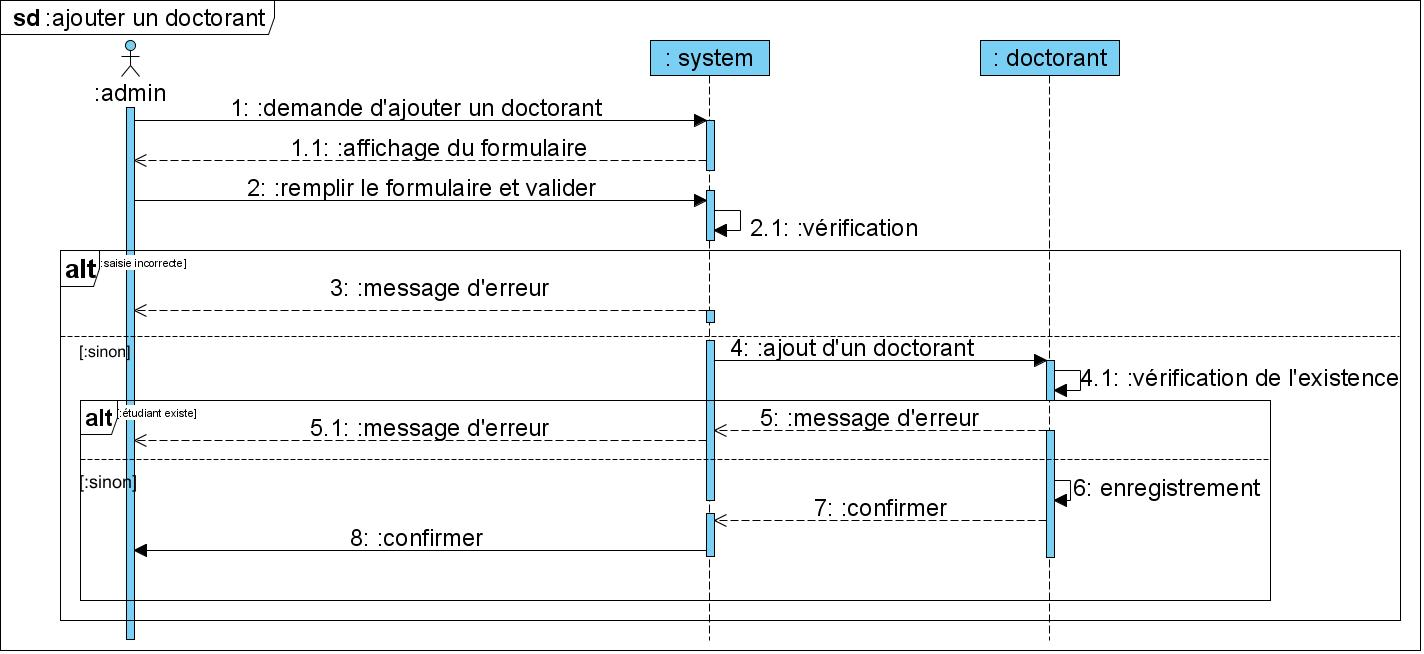 sd :ajouter un doctorant
:admin
: system
: doctorant
1: :demande d'ajouter un doctorant
1.1: :affichage du formulaire
2: :remplir le formulaire et valider
2.1: :vérification
alt
:saisie incorrecte]
3: :message d'erreur
[:sinon]
4: :ajout d'un doctorant
4.1: :vérification de l'existence
alt
:étudiant existe]
5: :message d'erreur
5.1: :message d'erreur
[:sinon]
6: enregistrement
7: :confirmer
8: :confirmer